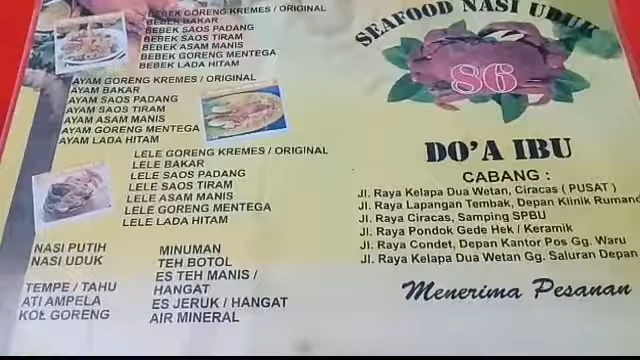 BEBEK GORENG KREMES / ORIGINAL
BEBEK BAKAR
BEBEK SAOS PADANG
BEBEK SAOS TIRAM
BEBEK ASAM MANIS
BEBEK GORENG MENTEGA
BEBEK LADA HITAM
AYAM GORENG KREMES / ORIGINAL
AYAM BAKAR
AYAM SAOS PADANG
AYAM SAOS TIRAM
AYAM ASAM MANIS
AYAM GORENG MENTEGA
AYAM LADA HITAM
LELE GORENG KREMES / ORIGINAL
LELE BAKAR
LELE SAOS PADANG
LELE SAOS TIRAM
LELE ASAM MANIS
LELE GORENG MENTEGA
LELE LADA HITAM
NASI PUTIH
NASI UDUK
TEMPE / TAHU
ATI AMPELA
KOL GORENG
MINUMAN
TEH BOTOL
ES TEH MANIS /
HANGAT
ES JERUK / HANGAT
AIR MINERAL
SEAFOOD NASI UDUK
86
DO'A IBU
CABANG :
Jl. Raya Kelapa Dua Wetan, Ciracas ( PUSAT )
Jl. Raya Lapangan Tembak, Depan Klinik
Jl. Raya Ciracas, Samping SPBU
Jl. Raya Pondok Gede Hek / Keramik
Jl. Raya Condet, Depan Kantor Pos Gg. Waru
Jl. Raya Kelapa Dua Wetan Gg. Saluran Depan
Menerima Pesanan